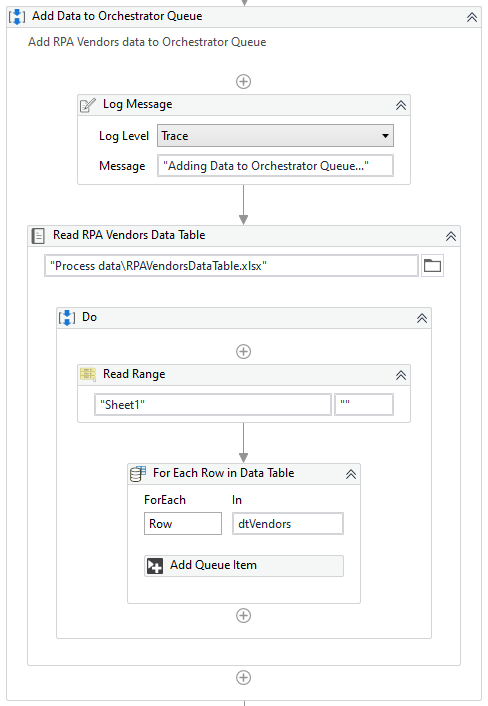 Add Data to Orchestrator Queue
Add RPA Vendors data to Orchestrator Queue
Log Message
Log Level Trace
Message "Adding Data to Orchestrator Queue..."
Read RPA Vendors Data Table
"Process data\RPAVendorsDataTable.xlsx"
Do
Read Range
"Sheet1" ""
For Each Row in Data Table
ForEach In
Row dtVendors
Add Queue Item